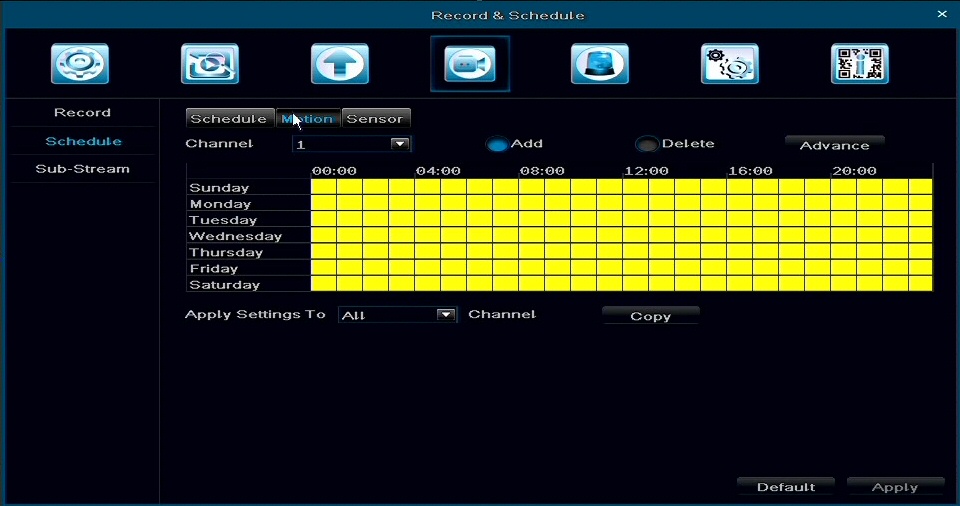 Record & Schedule
×
Record
Schedule
Sub-Stream
Schedule Motion Sensor
Channel 1 Add Delete Advance
00:00 04:00 08:00 12:00 16:00 20:00
Sunday
Monday
Tuesday
Wednesday
Thursday
Friday
Saturday
Apply Settings To All Channel Copy
Default Apply